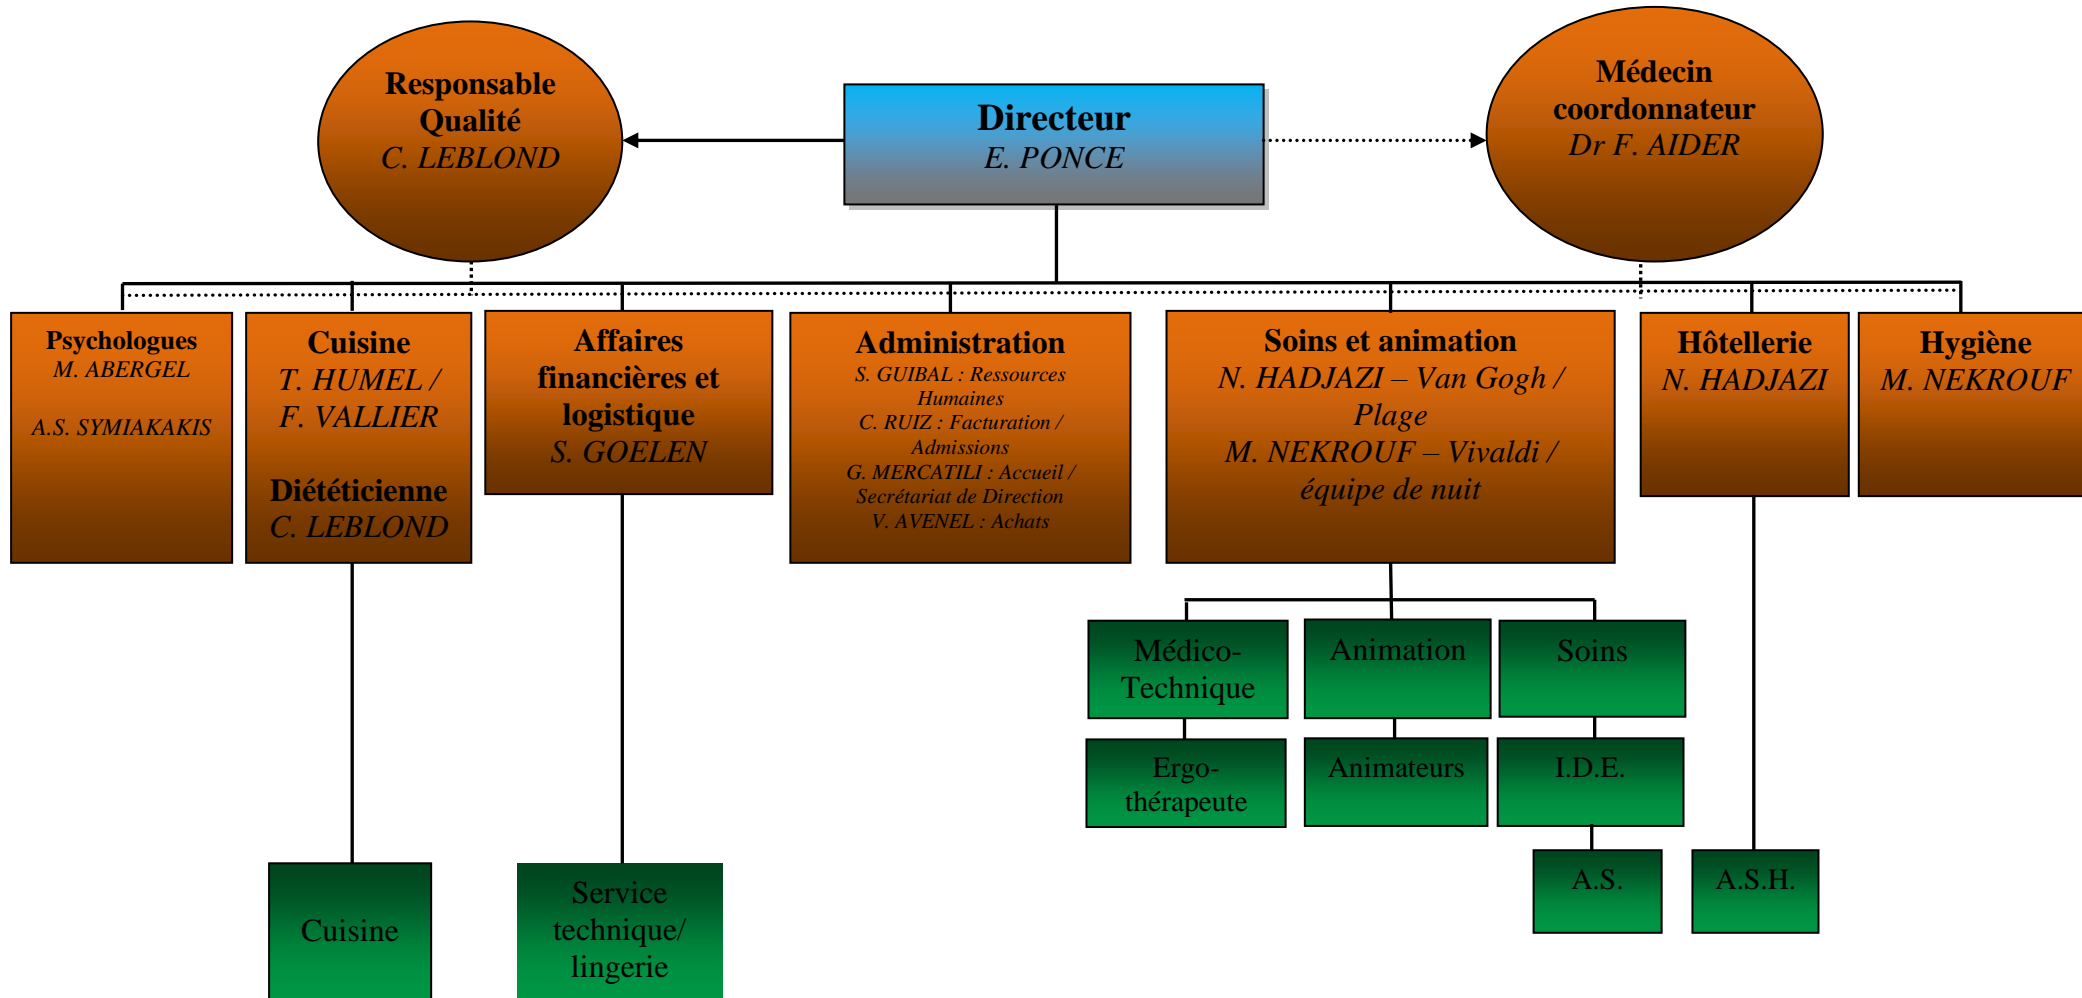 Responsable
Qualité
C. LEBLOND
Directeur
E. PONCE
Médecin
coordonnateur
Dr F. AIDER
Psychologues
M. ABERGEL
A.S. SYMIAKAKIS
Cuisine
T. HUMEL /
F. VALLIER
Diététicienne
C. LEBLOND
Affaires
financières et
logistique
S. GOELEN
Administration
S. GUIBAL : Ressources
Humaines
C. RUIZ : Facturation /
Admissions
G. MERCATILI : Accueil /
Secrétariat de Direction
V. AVENEL : Achats
Soins et animation
N. HADJAZI – Van Gogh /
Plage
M. NEKROUF – Vivaldi /
équipe de nuit
Hôtellerie
N. HADJAZI
Hygiène
M. NEKROUF
Médico-
Technique
Animation
Soins
Ergo-
thérapeute
Animateurs
I.D.E.
A.S.
A.S.H.
Cuisine
Service
technique/
lingerie